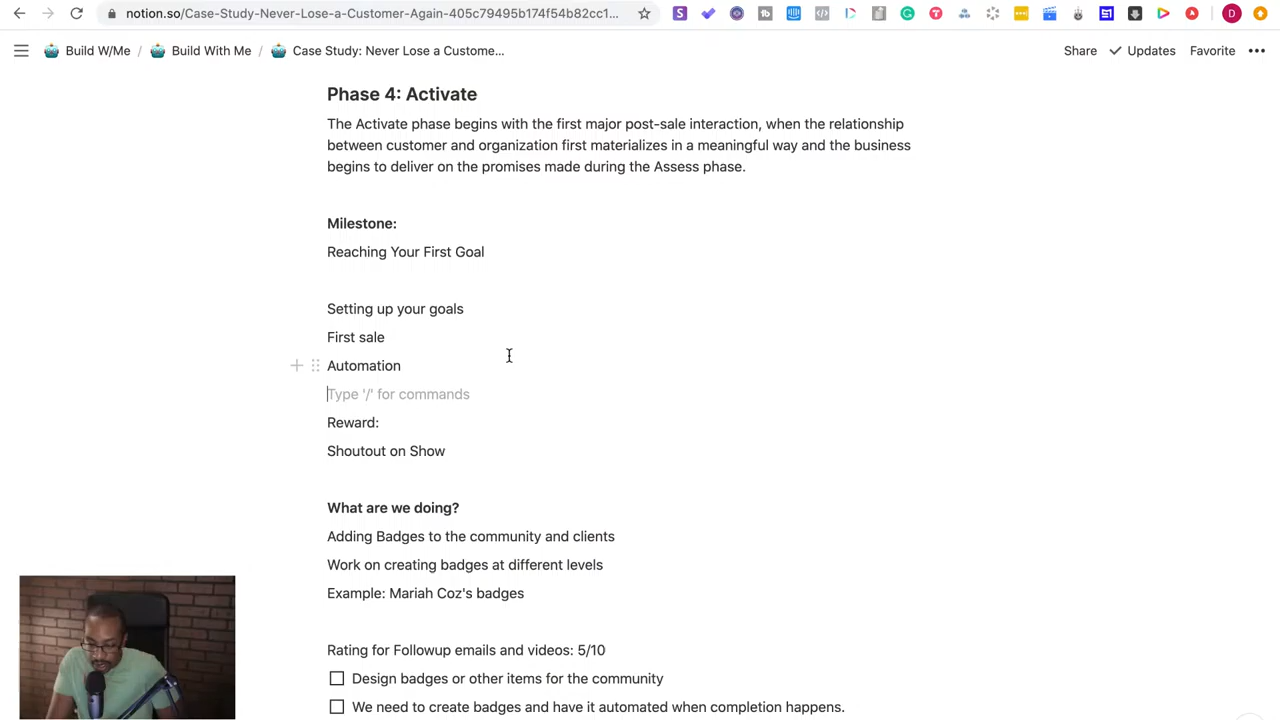 notion.so/Case-Study-Never-Lose-a-Customer-Again-405c79495b174f54b82cc1...
Build W/Me / Build With Me / Case Study: Never Lose a Custome...
Share Updates Favorite
Phase 4: Activate
The Activate phase begins with the first major post-sale interaction, when the relationship
between customer and organization first materializes in a meaningful way and the business
begins to deliver on the promises made during the Assess phase.
Milestone:
Reaching Your First Goal
Setting up your goals
First sale
Automation
Type '/' for commands
Reward:
Shoutout on Show
What are we doing?
Adding Badges to the community and clients
Work on creating badges at different levels
Example: Mariah Coz's badges
Rating for Followup emails and videos: 5/10
Design badges or other items for the community
We need to create badges and have it automated when completion happens.